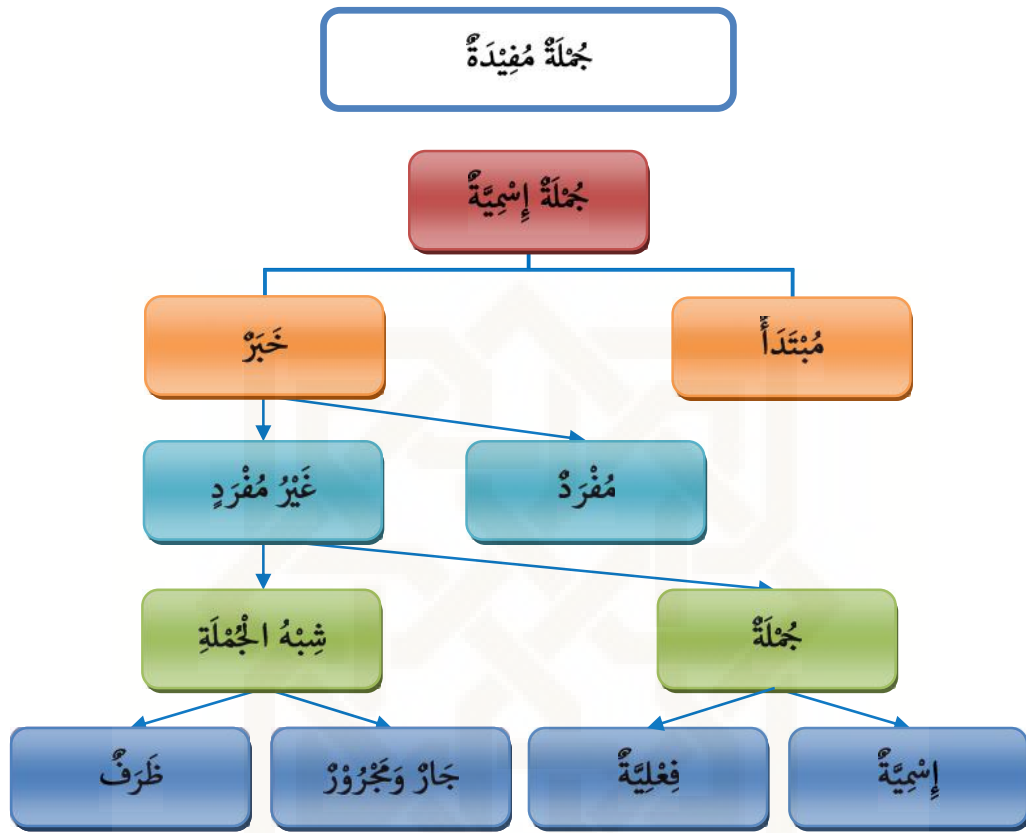 جُمْلَةٌ مُفِيْدَةٌ
جُمْلَةٌ إِسْمِيَّةٌ
مُبْتَدَأٌ
خَبَرٌ
مُفْرَدٌ
غَيْرُ مُفْرَدٍ
جُمْلَةٌ
شِبْهُ الْجُمْلَةِ
إِسْمِيَّةٌ
فِعْلِيَّةٌ
جَارٌ وَمَجْرُوْرٌ
ظَرَفٌ